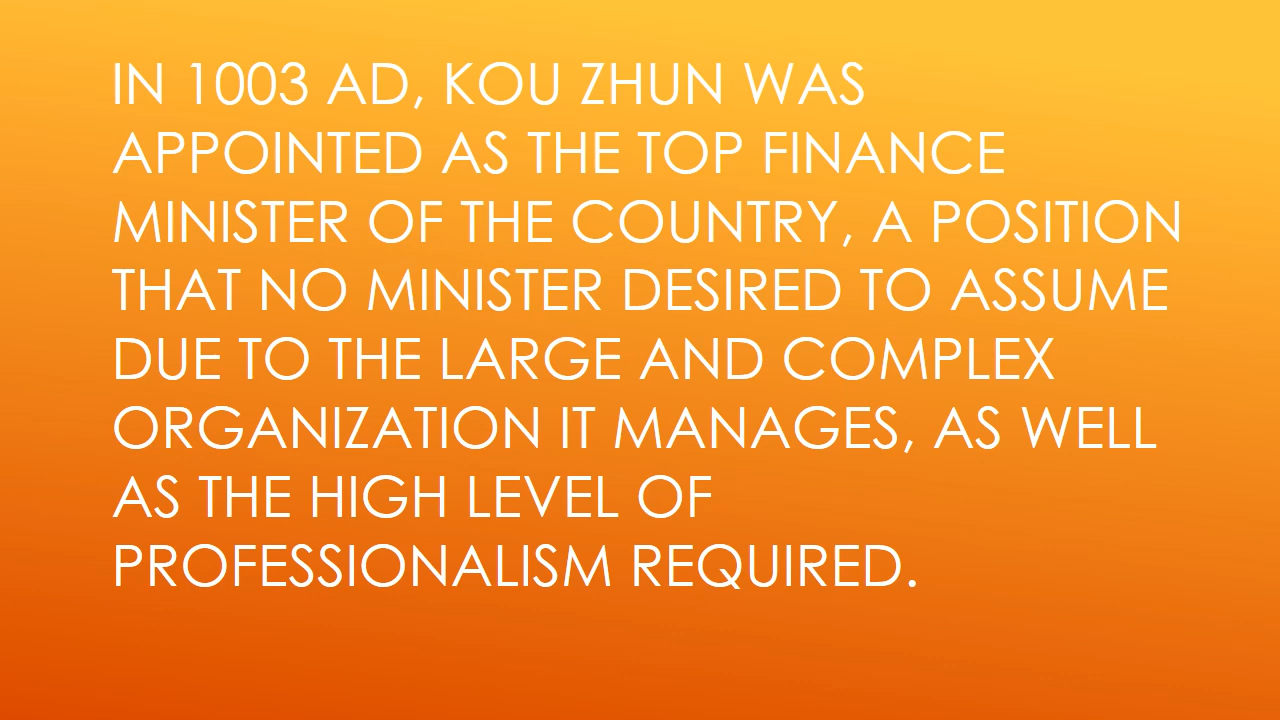 IN 1003 AD, KOU ZHUN WAS
APPOINTED AS THE TOP FINANCE
MINISTER OF THE COUNTRY, A POSITION
THAT NO MINISTER DESIRED TO ASSUME
DUE TO THE LARGE AND COMPLEX
ORGANIZATION IT MANAGES, AS WELL
AS THE HIGH LEVEL OF
PROFESSIONALISM REQUIRED.